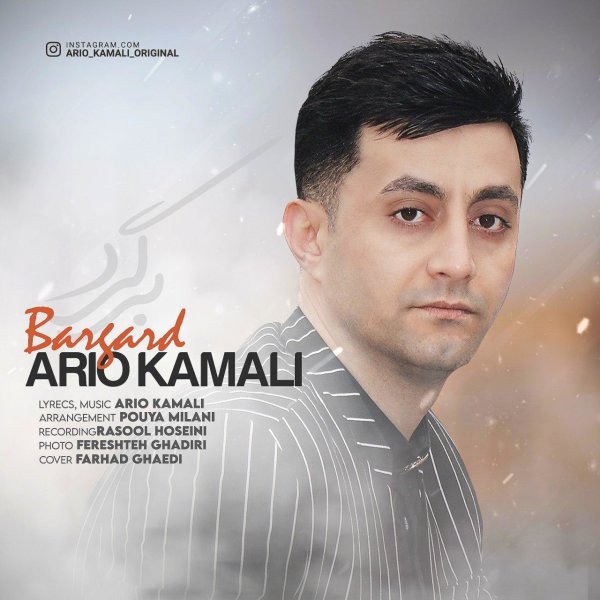 INSTAGRAM.COM
ARIO_KAMALI_ORIGINAL
برگرد
Bargard
ARIO KAMALI
LYRECS, MUSIC ARIO KAMALI
ARRANGEMENT POUYA MILANI
RECORDING RASOOL HOSEINI
PHOTO FERESHTEH GHADIRI
COVER FARHAD GHAEDI